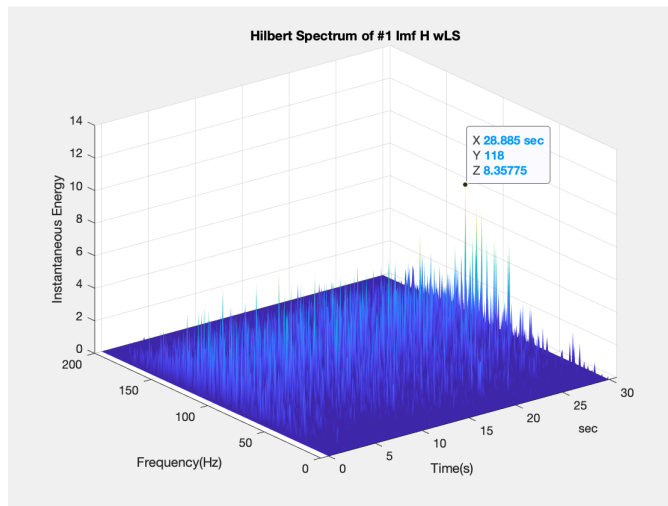 Hilbert Spectrum of #1 Imf H wLS
14
12
10
8
6
4
2
0
Instantaneous Energy
X 28.885 sec
Y 118
Z 8.35775
200
150
100
50
0
Frequency(Hz)
0
5
10
15
20
25
30
sec
Time(s)